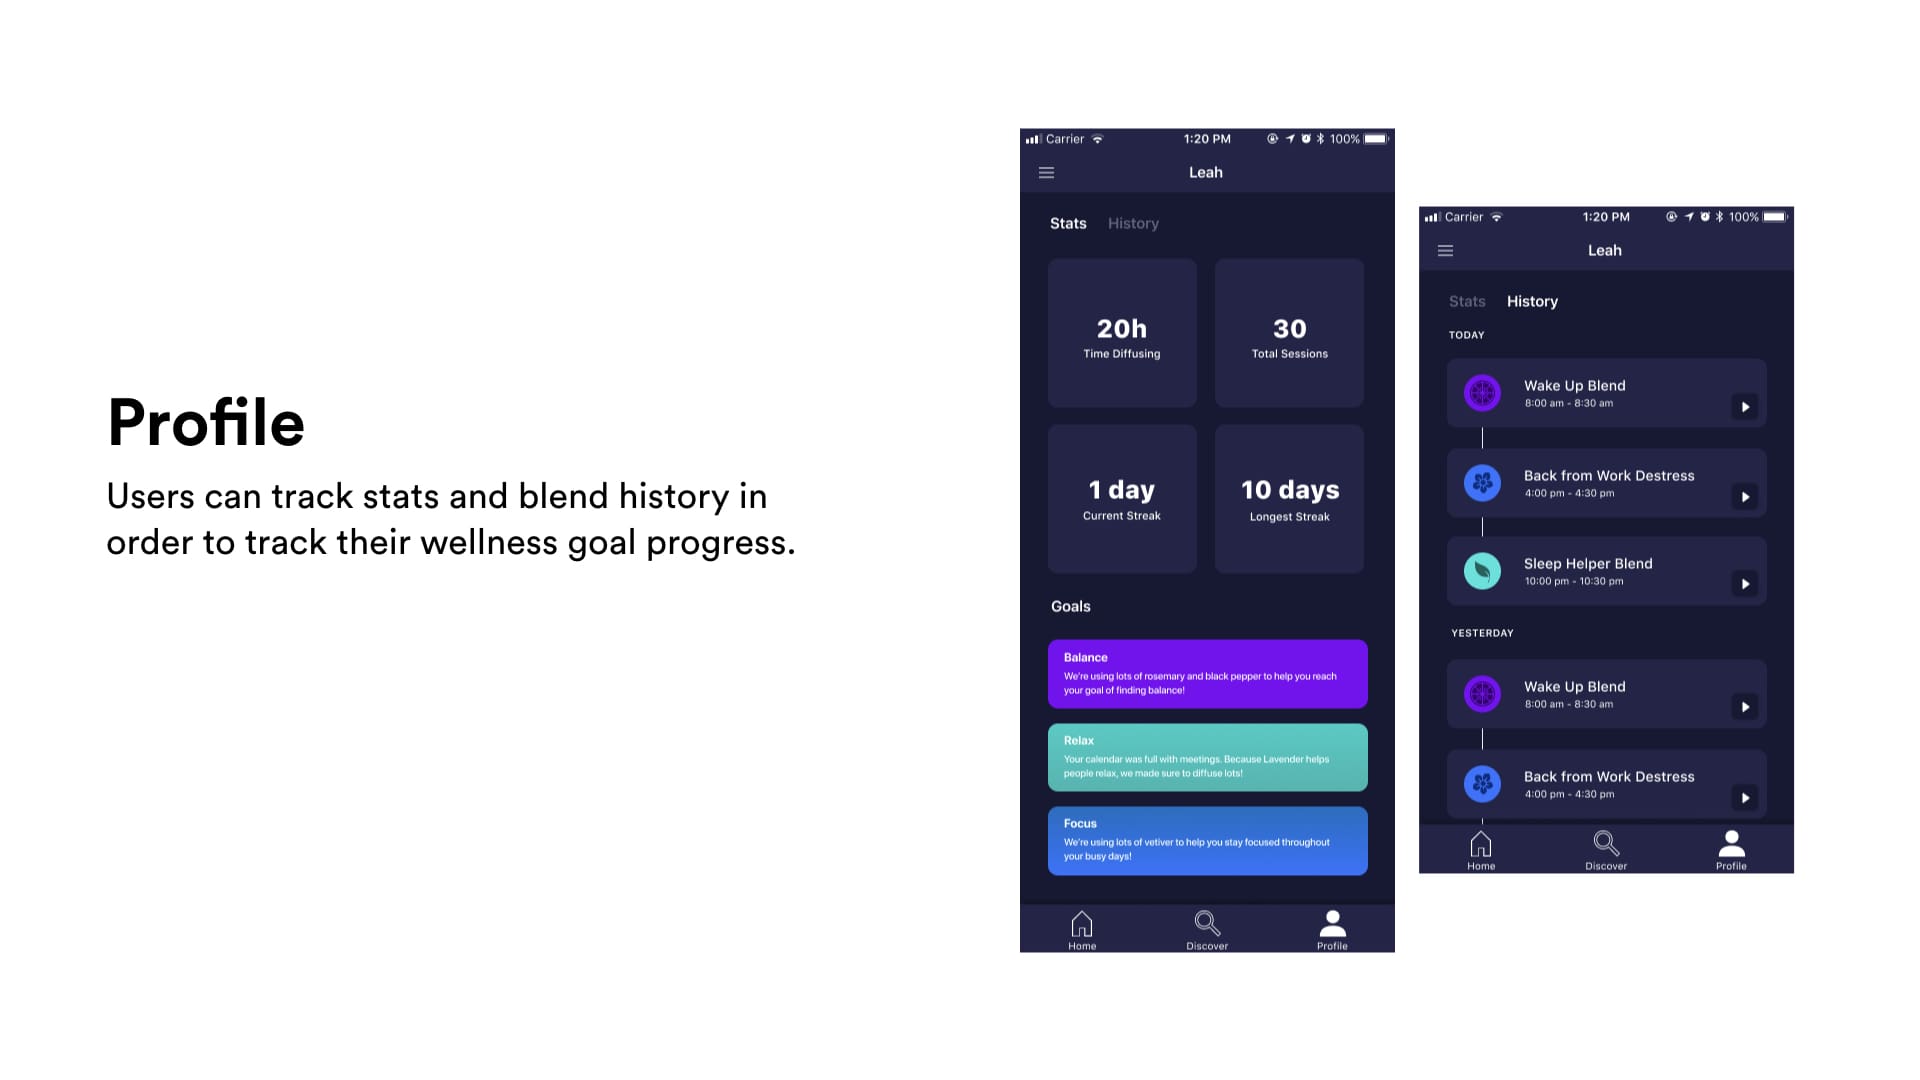 Profile
Users can track stats and blend history in
order to track their wellness goal progress.
Carrier 1:20 PM 100%
Leah
Stats History
20h
Time Diffusing
30
Total Sessions
1 day
Current Streak
10 days
Longest Streak
Goals
Balance
We're using lots of rosemary and black pepper to help you reach
your goal of finding balance!
Relax
Your calendar was full with meetings. Because Lavender helps
people relax, we made sure to diffuse lots!
Focus
We're using lots of vetiver to help you stay focused throughout
your busy days!
Home Discover Profile
Carrier 1:20 PM 100%
Leah
Stats History
TODAY
Wake Up Blend
8:00 am - 8:30 am
Back from Work Destress
4:00 pm - 4:30 pm
Sleep Helper Blend
10:00 pm - 10:30 pm
YESTERDAY
Wake Up Blend
8:00 am - 8:30 am
Back from Work Destress
4:00 pm - 4:30 pm
Home Discover Profile